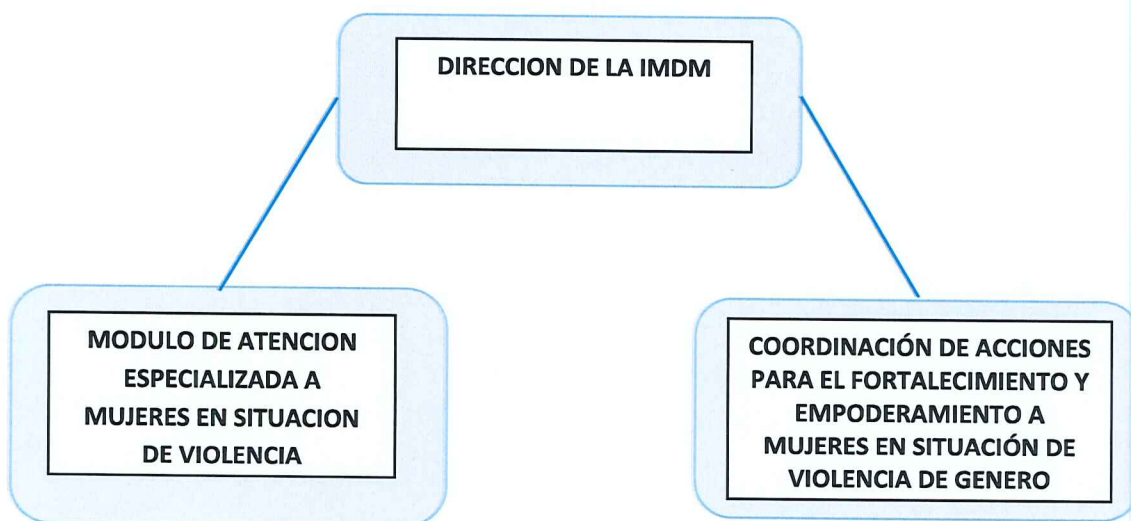 DIRECCION DE LA IMDM
MODULO DE ATENCION
ESPECIALIZADA A
MUJERES EN SITUACION
DE VIOLENCIA
COORDINACIÓN DE ACCIONES
PARA EL FORTALECIMIENTO Y
EMPODERAMIENTO A
MUJERES EN SITUACIÓN DE
VIOLENCIA DE GENERO